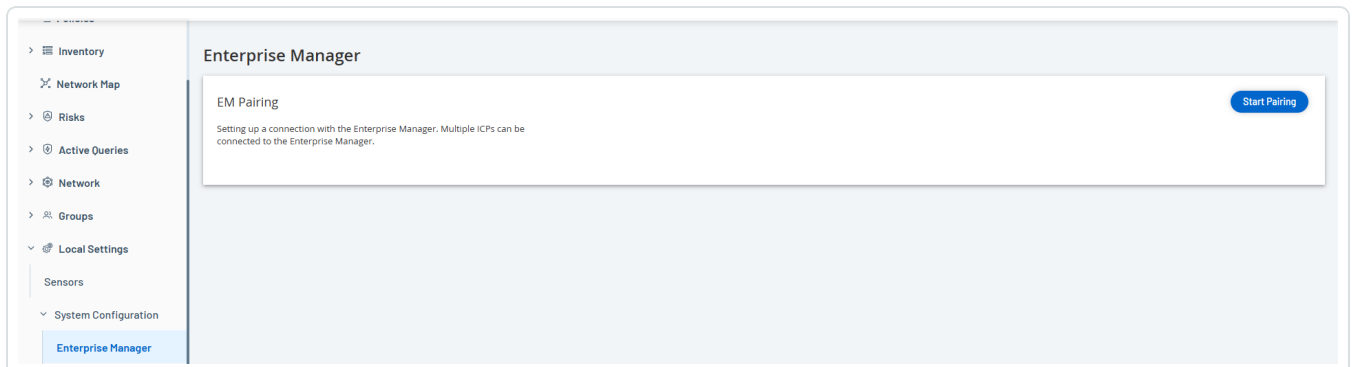 Inventory
Network Map
Risks
Active Queries
Network
Groups
Local Settings
Sensors
System Configuration
Enterprise Manager
Enterprise Manager
EM Pairing
Start Pairing
Setting up a connection with the Enterprise Manager. Multiple ICPs can be
connected to the Enterprise Manager.